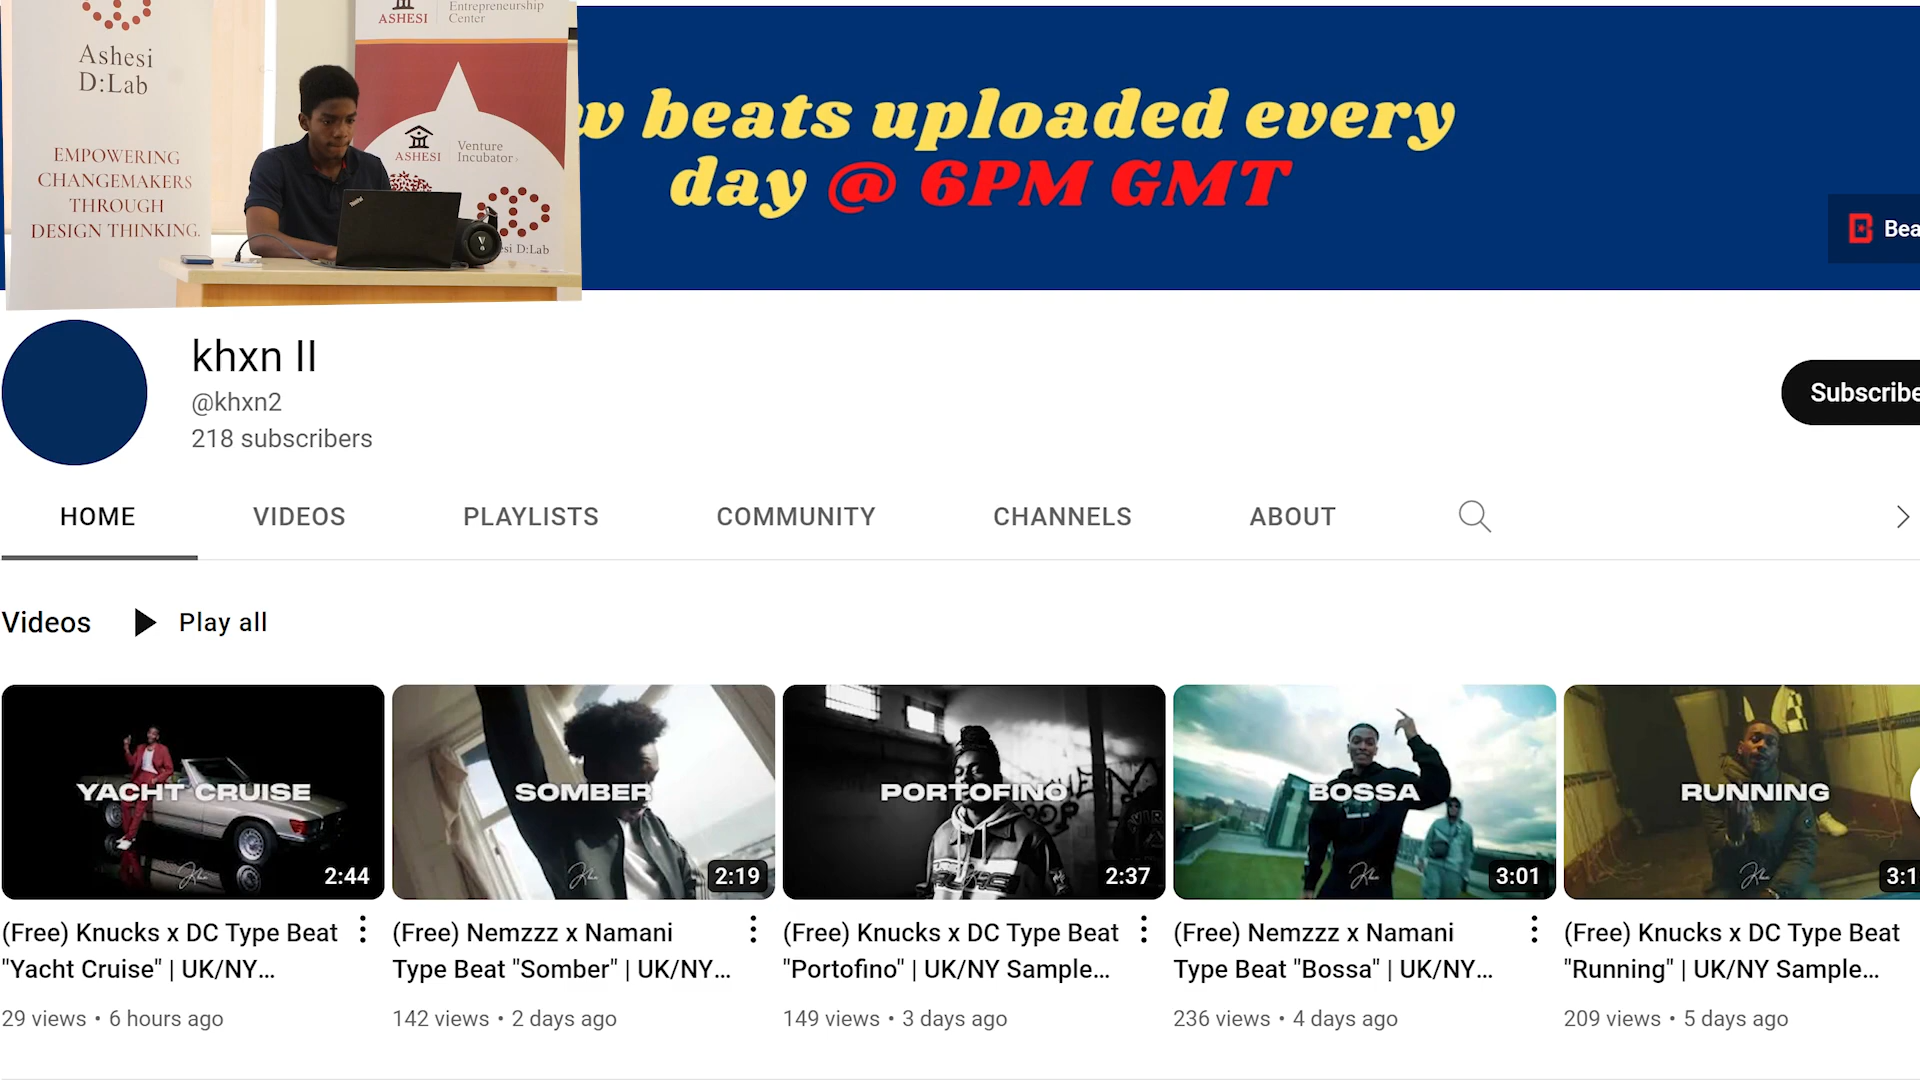 Entrepreneurship
Center
ASHESI
Ashesi
D:Lab
EMPOWERING
CHANGEMAKERS
THROUGH
DESIGN THINKING.
ASHESI
Venture
Incubator
ThinkPad
si D:Lab
w beats uploaded every
day @ 6PM GMT
Bea
khxn II
@khxn2
218 subscribers
Subscribe
HOME
VIDEOS
PLAYLISTS
COMMUNITY
CHANNELS
ABOUT
Videos
Play all
YACHT CRUISE
2:44
SOMBER
2:19
PORTOFINO
2:37
BOSSA
3:01
RUNNING
3:1
(Free) Knucks x DC Type Beat
"Yacht Cruise" | UK/NY...
29 views • 6 hours ago
(Free) Nemzzz x Namani
Type Beat "Somber" | UK/NY...
142 views • 2 days ago
(Free) Knucks x DC Type Beat
"Portofino" | UK/NY Sample...
149 views • 3 days ago
(Free) Nemzzz x Namani
Type Beat "Bossa" | UK/NY...
236 views • 4 days ago
(Free) Knucks x DC Type Beat
"Running" | UK/NY Sample...
209 views • 5 days ago